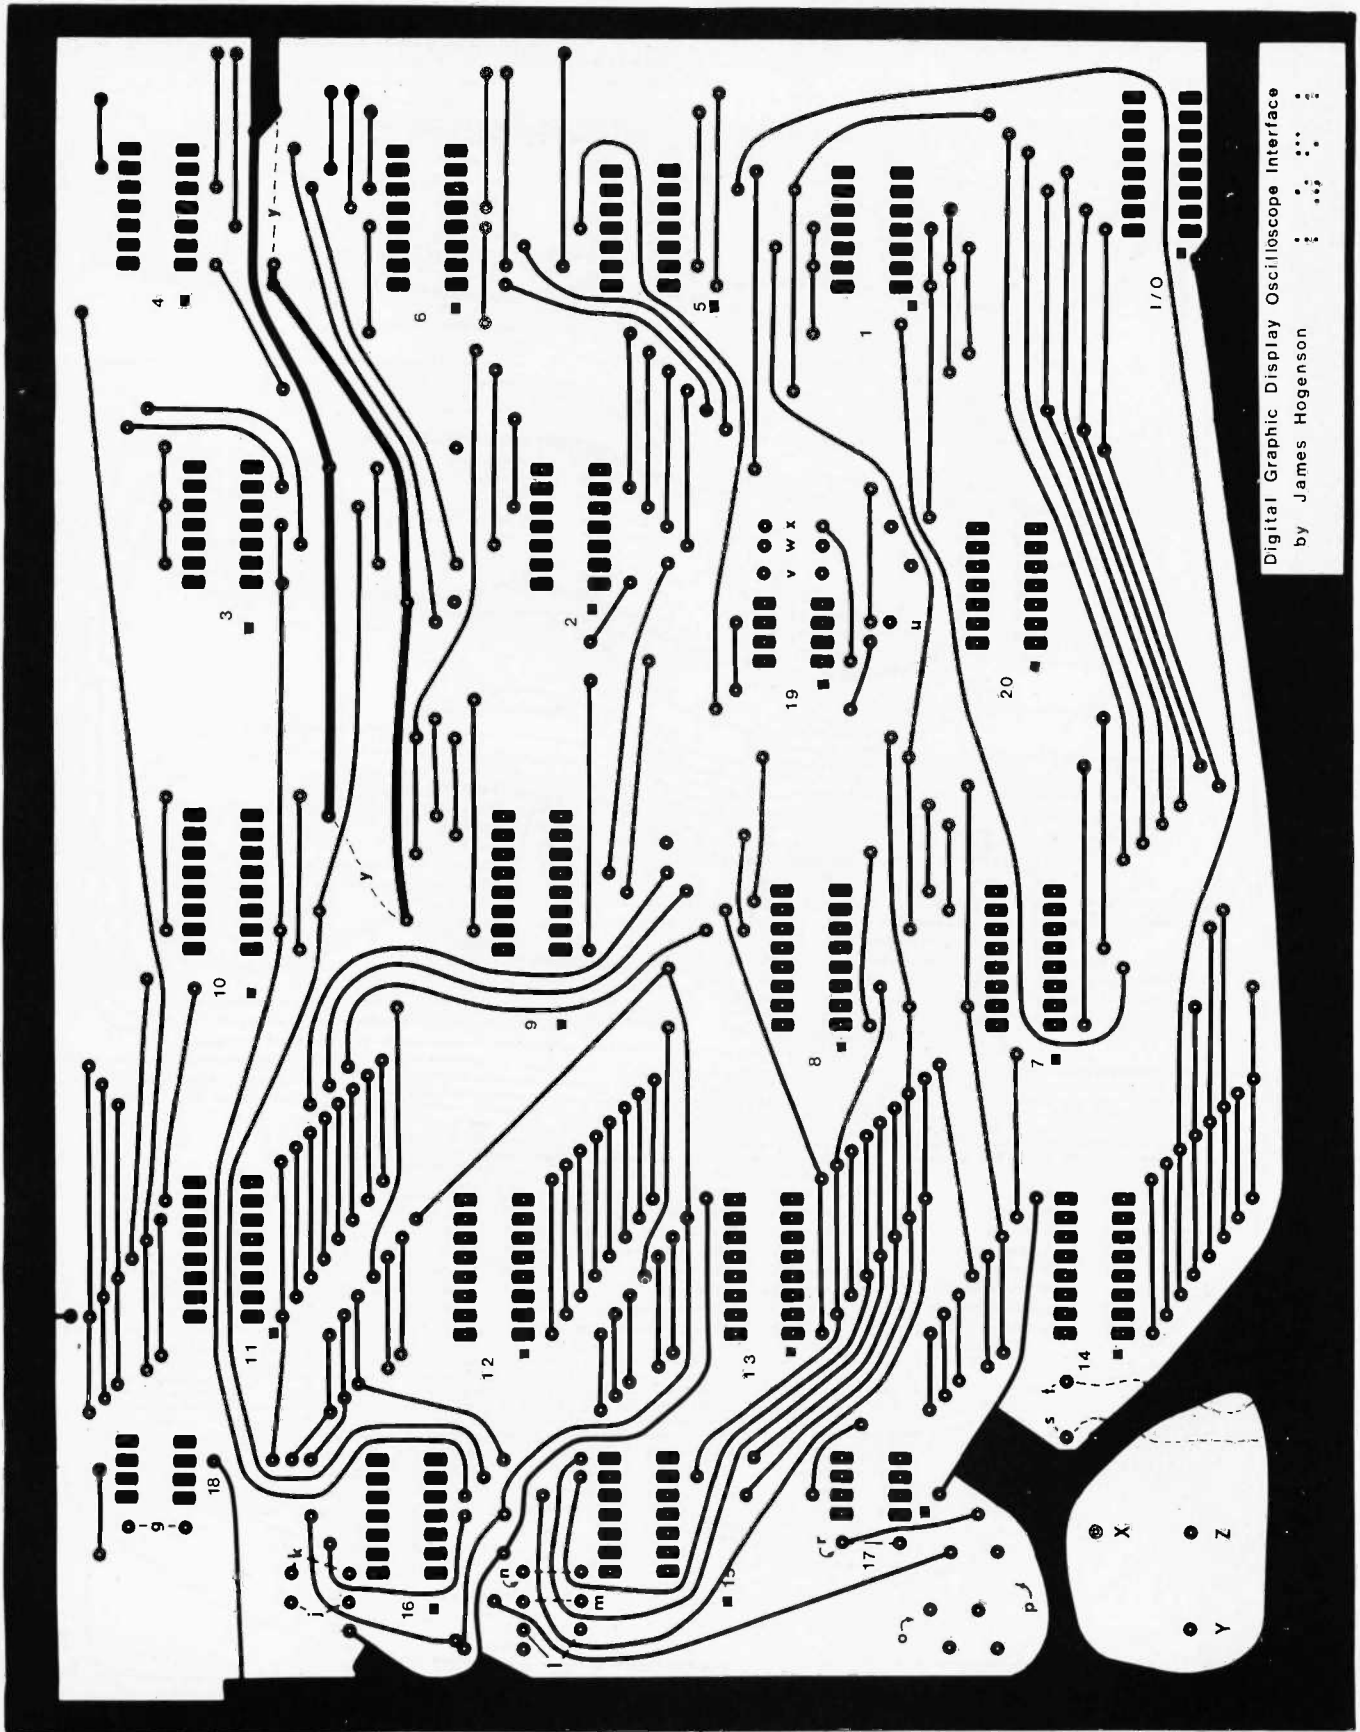 Digital Graphic Display Oscilloscope Interface
by James Hogenson
I/O
4
y
6
5
1
3
2
v w x
19
u
20
y
10
9
8
7
11
12
13
14
t
s
18
g
k
j
16
n
m
l
15
r
17
o
p
X
Z
Y